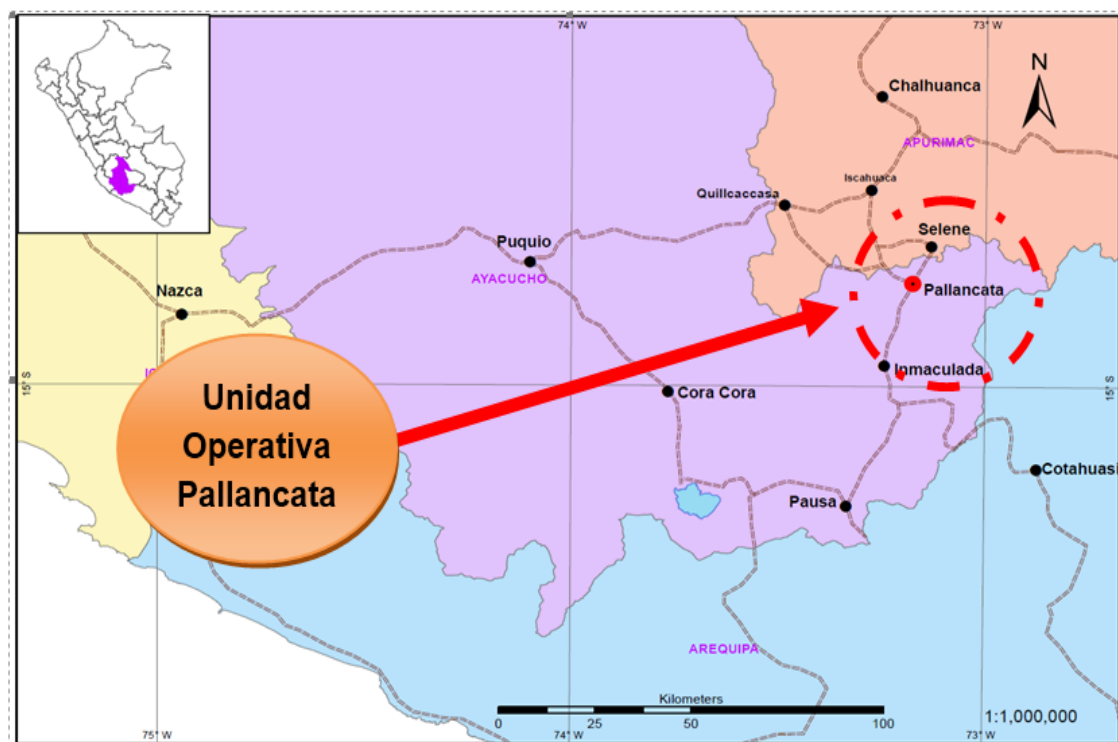 74° W
73° W
N
Chalhuanca
APURIMAC
Iscahuaca
Quillcaccasa
Selene
Puquio
AYACUCHO
Pallancata
Nazca
Inmaculada
15° S
15° S
Cora Cora
Unidad
Operativa
Pallancata
Cotahuasi
Pausa
AREQUIPA
Kilometers
0 25 50 100
1:1,000,000
75° W
74° W
73° W